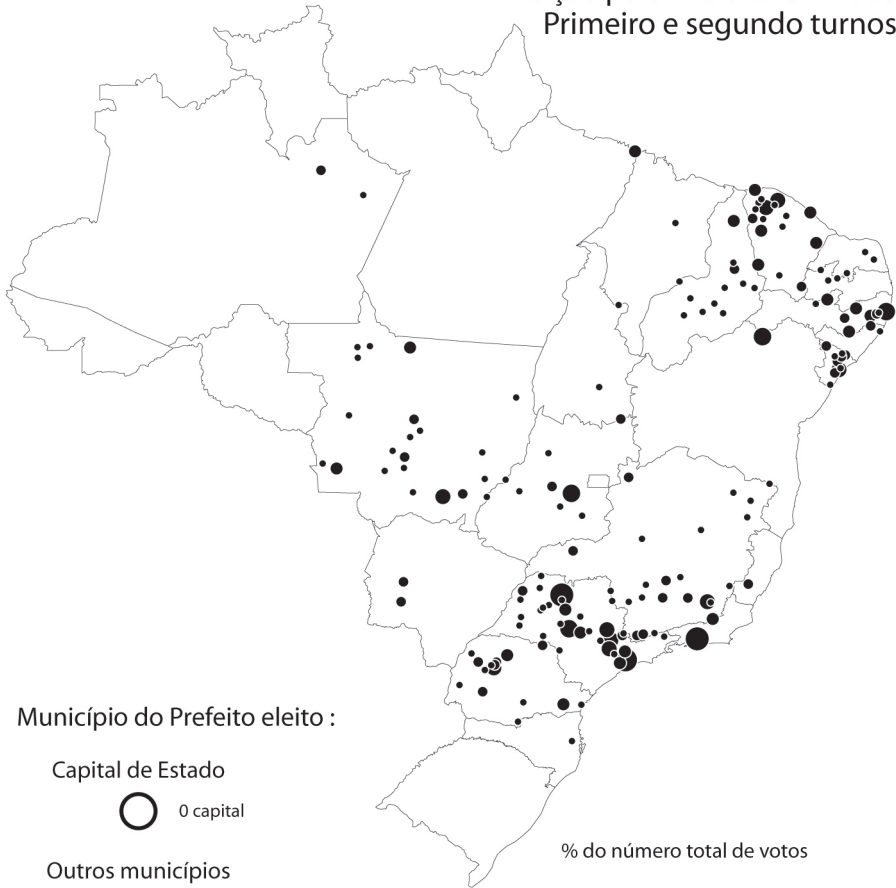 Primeiro e segundo turnos
Município do Prefeito eleito :
Capital de Estado
0 capital
Outros municípios
% do número total de votos